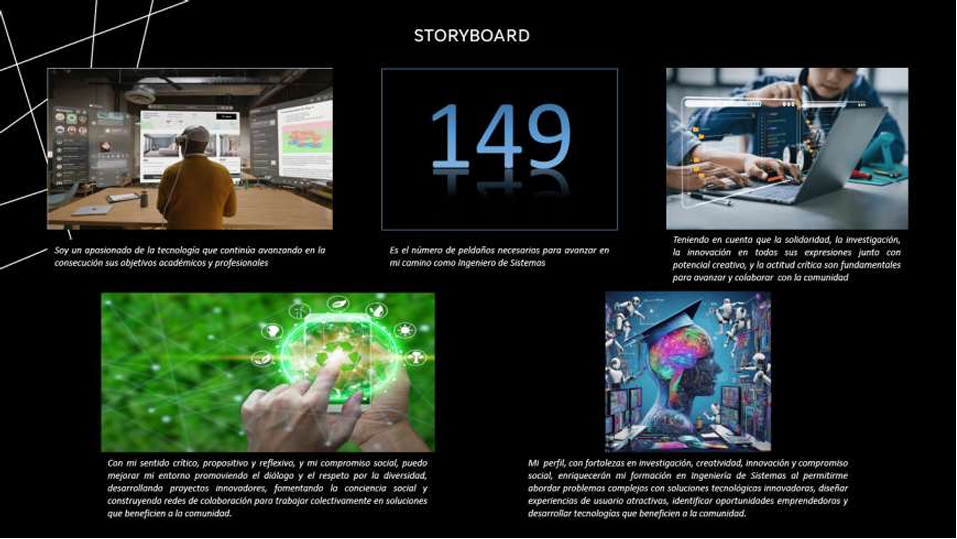 STORYBOARD
149
Soy un apasionado de la tecnología que continúa avanzando en la
consecución sus objetivos académicos y profesionales
Es el número de peldaños necesarios para avanzar en
mi camino como Ingeniero de Sistemas
Teniendo en cuenta que la solidaridad, la investigación,
la innovación en todas sus expresiones junto con
potencial creativo, y la actitud crítica son fundamentales
para avanzar y colaborar con la comunidad
Con mi sentido crítico, propositivo y reflexivo, y mi compromiso social, puedo
mejorar mi entorno promoviendo el diálogo y el respeto por la diversidad,
desarrollando proyectos innovadores, fomentando la conciencia social y
construyendo redes de colaboración para trabajar colectivamente en soluciones
que beneficien a la comunidad.
Mi perfil, con fortalezas en investigación, creatividad, innovación y compromiso
social, enriquecerán mi formación en Ingeniería de Sistemas al permitirme
abordar problemas complejos con soluciones tecnológicas innovadoras, diseñar
experiencias de usuario atractivas, identificar oportunidades emprendedoras y
desarrollar tecnologías que beneficien a la comunidad.